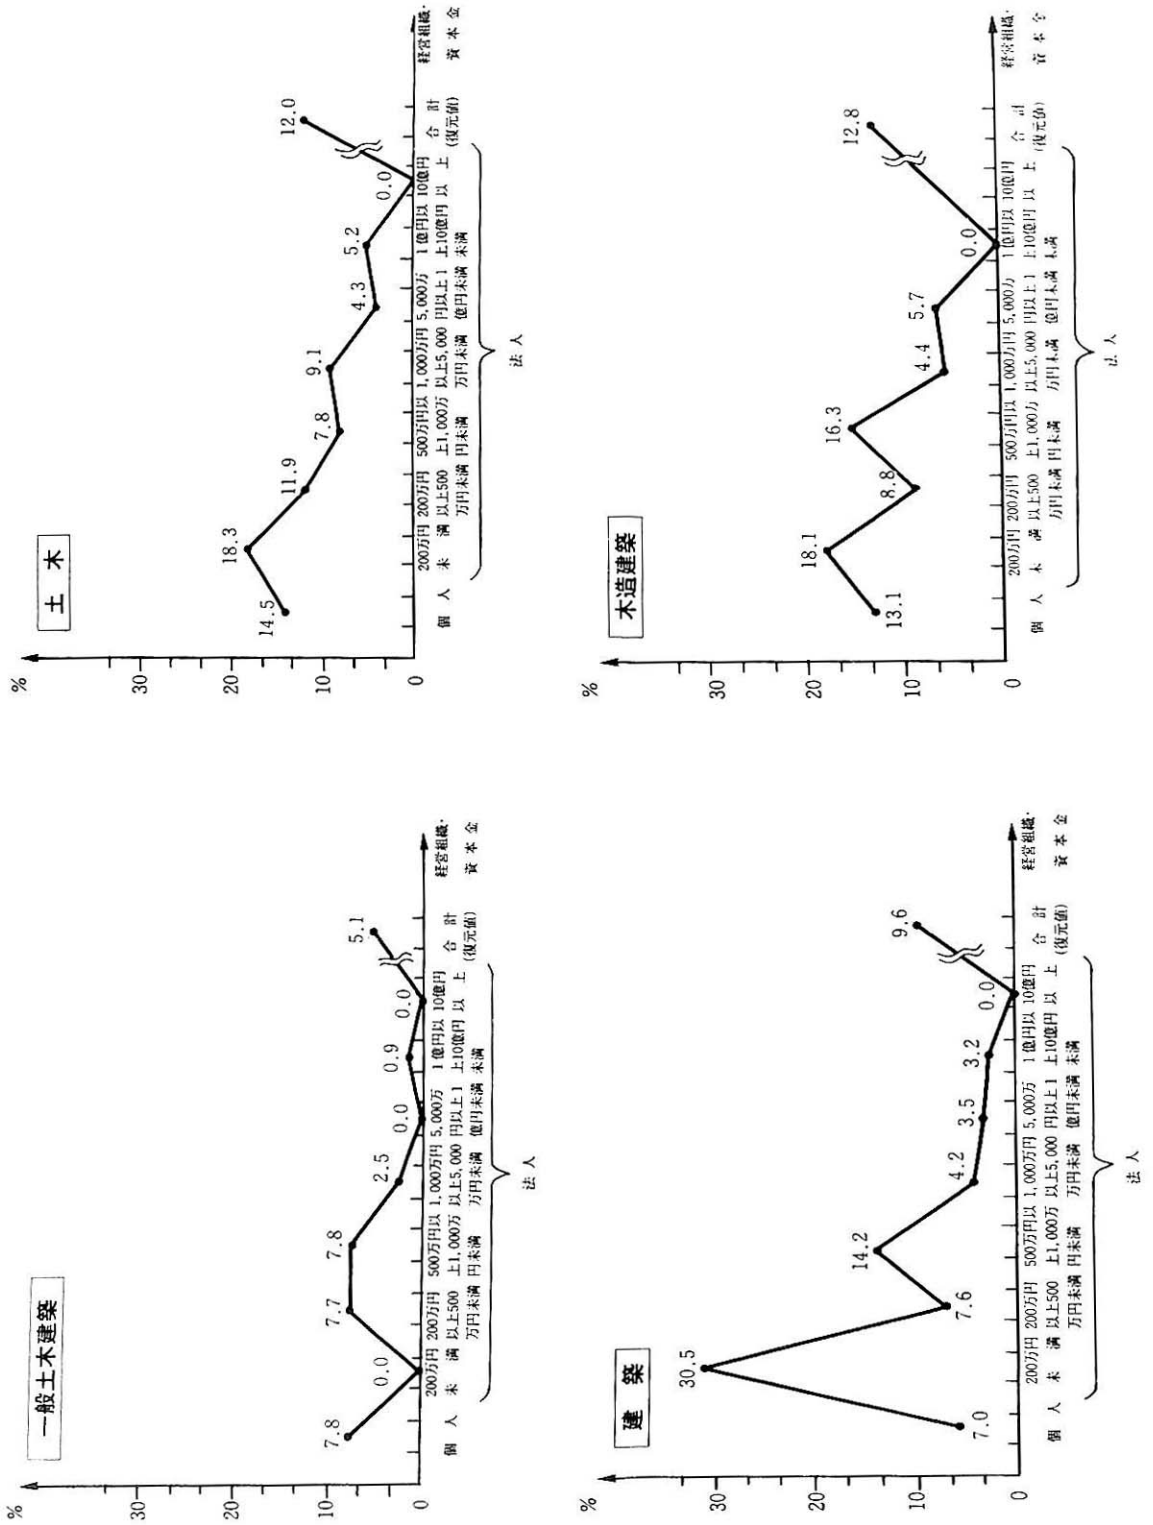 一般土木建築
%
30
20
10
0
7.8
0.0
7.7
7.8
2.5
0.0
0.9
0.0
5.1
個人
200万円未満
200万円以上500万円未満
500万円以上1,000万円未満
1,000万円以上5,000万円未満
5,000万円以上1億円未満
1億円以上10億円未満
10億円以上
合計
(復元値)
経営組織・
資本金
法人
土木
%
30
20
10
0
14.5
18.3
11.9
7.8
9.1
4.3
5.2
0.0
12.0
個人
200万円未満
200万円以上500万円未満
500万円以上1,000万円未満
1,000万円以上5,000万円未満
5,000万円以上1億円未満
1億円以上10億円未満
10億円以上
合計
(復元値)
経営組織・
資本金
法人
建築
%
30
20
10
0
7.0
30.5
7.6
14.2
4.2
3.5
3.2
0.0
9.6
個人
200万円未満
200万円以上500万円未満
500万円以上1,000万円未満
1,000万円以上5,000万円未満
5,000万円以上1億円未満
1億円以上10億円未満
10億円以上
合計
(復元値)
経営組織・
資本金
法人
木造建築
%
30
20
10
0
13.1
18.1
8.8
16.3
4.4
5.7
0.0
12.8
個人
200万円未満
200万円以上500万円未満
500万円以上1,000万円未満
1,000万円以上5,000万円未満
5,000万円以上1億円未満
1億円以上10億円未満
10億円以上
合計
(復元値)
経営組織・
資本金
法人